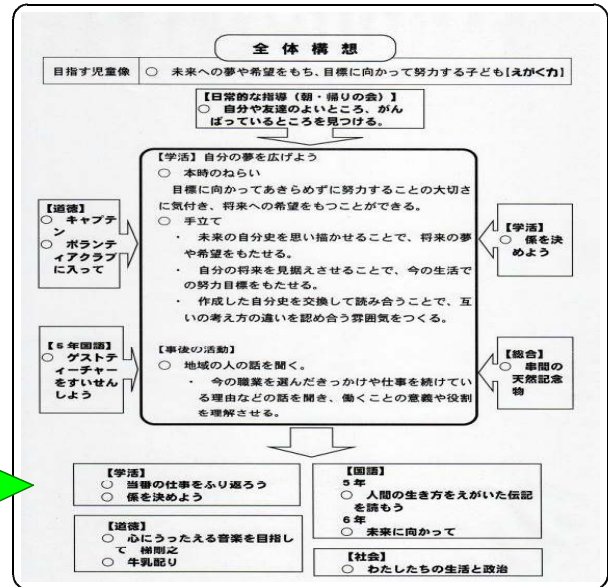 全体構想
目指す児童像 ○ 未来への夢や希望をもち、目標に向かって努力する子ども[えがく力]
【日常的な指導（朝・帰りの会）】
○ 自分や友達のよいところ、がん
ばっているところを見つける。
【学活】自分の夢を広げよう
○ 本時のねらい
目標に向かってあきらめずに努力することの大切さ
に気付き、将来への希望をもつことができる。
○ 手立て
・ 未来の自分史を思い描かせることで、将来の夢
や希望をもたせる。
・ 自分の将来を見据えさせることで、今の生活で
の努力目標をもたせる。
・ 作成した自分史を交換して読み合うことで、互
いの考え方の違いを認め合う雰囲気をつくる。
【事後の活動】
○ 地域の人の話を聞く。
・ 今の職業を選んだきっかけや仕事を続けてい
る理由などの話を聞き、働くことの意義や役割
を理解させる。
【道徳】
○ キャプテ
ン
○ ボランテ
ィアクラブ
に入って
【5年国語】
○ ゲストテ
ィーチャー
をすいせん
しよう
【学活】
○ 係を決
めよう
【総合】
○ 串間の
天然記念
物
【学活】
○ 当番の仕事をふり返ろう
○ 係を決めよう
【道徳】
○ 心にうったえる音楽を目指し
て 梯剛之
○ 牛乳配り
【国語】
5年
○ 人間の生き方をえがいた伝記
を読もう
6年
○ 未来に向かって
【社会】
○ わたしたちの生活と政治